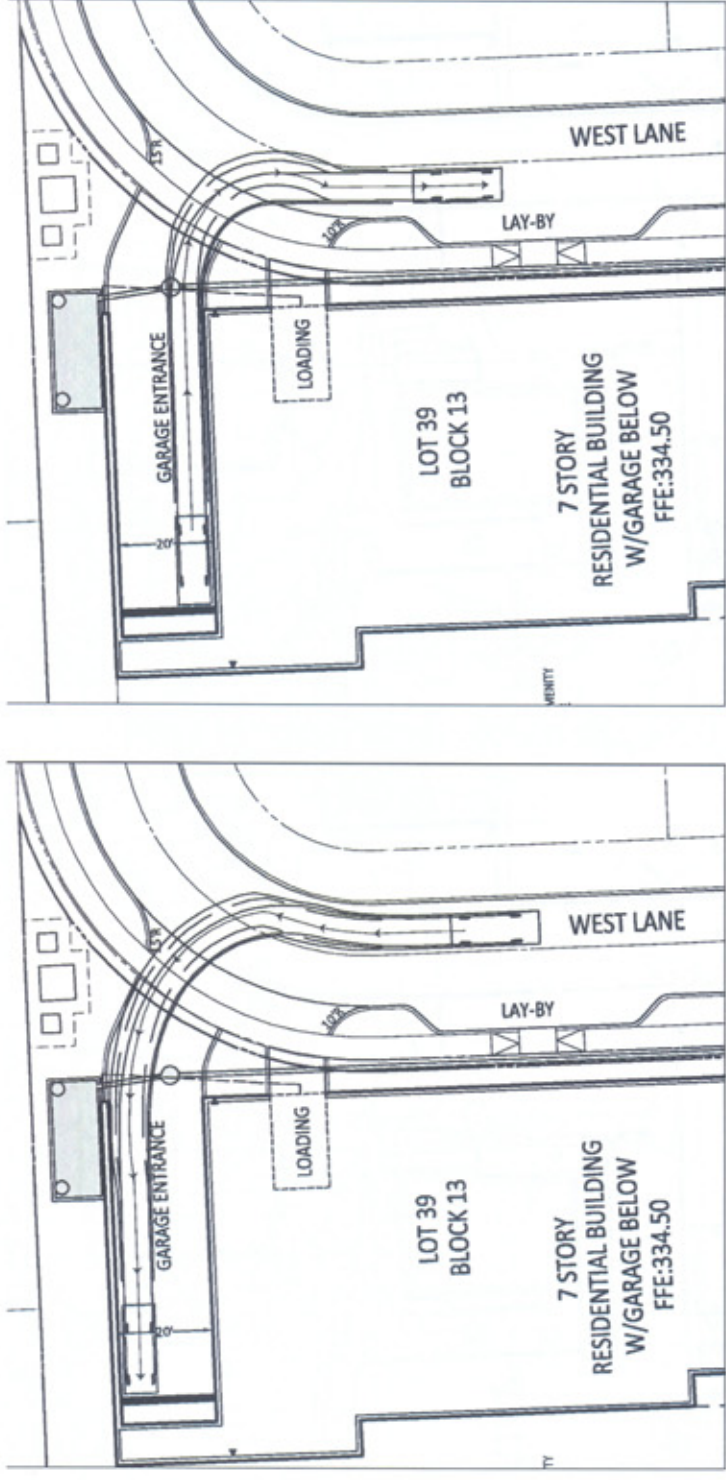 WEST LANE
15'R
LAY-BY
10'R
GARAGE ENTRANCE
LOADING
20'
LOT 39
BLOCK 13
7 STORY
RESIDENTIAL BUILDING
W/GARAGE BELOW
FFE:334.50
MENITY
WEST LANE
15'R
LAY-BY
10'R
GARAGE ENTRANCE
LOADING
20'
LOT 39
BLOCK 13
7 STORY
RESIDENTIAL BUILDING
W/GARAGE BELOW
FFE:334.50
TY